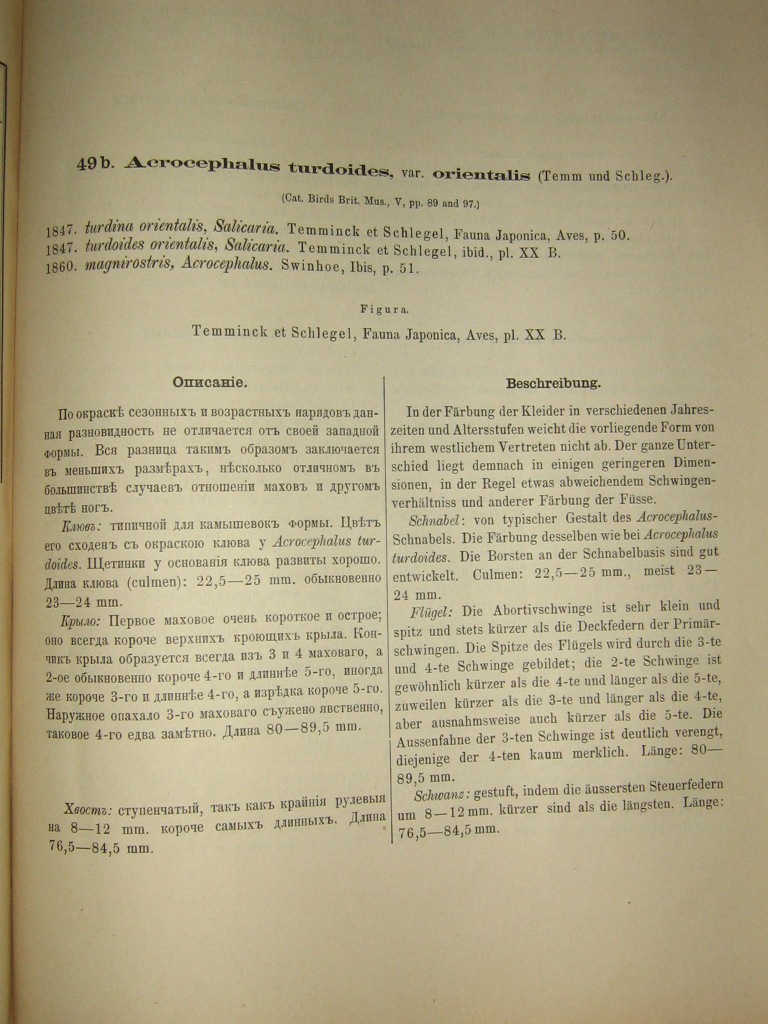 49b. Acrocephalus turdoides, var. orientalis (Temm und Schleg.).
(Cat. Birds Brit. Mus., V, pp. 89 and 97.)
1847. turdina orientalis, Salicaria. Temminck et Schlegel, Fauna Japonica, Aves, p. 50.
1847. turdoides orientalis, Salicaria. Temminck et Schlegel, ibid., pl. XX B.
1860. magnirostris, Acrocephalus. Swinhoe, Ibis, p. 51.
Figura.
Temminck et Schlegel, Fauna Japonica, Aves, pl. XX B.
Описаніе.
По окраскѣ сезонныхъ и возрастныхъ нарядовъ дан-
ная разновидность не отличается отъ своей западной
формы. Вся разница такимъ образомъ заключается
въ меньшихъ размѣрахъ, нѣсколько отличномъ въ
большинствѣ случаевъ отношеніи маховъ и другомъ
цвѣтѣ ногъ.
Клювъ: типичной для камышевокъ формы. Цвѣтъ
его сходенъ съ окраскою клюва у Acrocephalus tur-
doides. Щетинки у основанія клюва развиты хорошо.
Длина клюва (culmen): 22,5—25 mm. обыкновенно
23—24 mm.
Крыло: Первое маховое очень короткое и острое;
оно всегда короче верхнихъ кроющихъ крыла. Кон-
чикъ крыла образуется всегда изъ 3 и 4 маховаго, а
2-ое обыкновенно короче 4-го и длиннѣе 5-го, иногда
же короче 3-го и длиннѣе 4-го, а изрѣдка короче 5-го.
Наружное опахало 3-го маховаго съужено явственно,
таковое 4-го едва замѣтно. Длина 80—89,5 mm.
Хвостъ: ступенчатый, такъ какъ крайнія рулевыя
на 8—12 mm. короче самыхъ длинныхъ. Длина
76,5—84,5 mm.
Beschreibung.
In der Färbung der Kleider in verschiedenen Jahres-
zeiten und Altersstufen weicht die vorliegende Form von
ihrem westlichem Vertreten nicht ab. Der ganze Unter-
schied liegt demnach in einigen geringeren Dimen-
sionen, in der Regel etwas abweichendem Schwingen-
verhältniss und anderer Färbung der Füsse.
Schnabel: von typischer Gestalt des Acrocephalus-
Schnabels. Die Färbung desselben wie bei Acrocephalus
turdoides. Die Borsten an der Schnabelbasis sind gut
entwickelt. Culmen: 22,5—25 mm., meist 23—
24 mm.
Flügel: Die Abortivschwinge ist sehr klein und
spitz und stets kürzer als die Deckfedern der Primär-
schwingen. Die Spitze des Flügels wird durch die 3-te
und 4-te Schwinge gebildet; die 2-te Schwinge ist
gewöhnlich kürzer als die 4-te und länger als die 5-te,
zuweilen kürzer als die 3-te und länger als die 4-te,
aber ausnahmsweise auch kürzer als die 5-te. Die
Aussenfahne der 3-ten Schwinge ist deutlich verengt,
diejenige der 4-ten kaum merklich. Länge: 80—
89,5 mm.
Schwanz: gestuft, indem die äussersten Steuerfedern
um 8—12 mm. kürzer sind als die längsten. Länge:
76,5—84,5 mm.